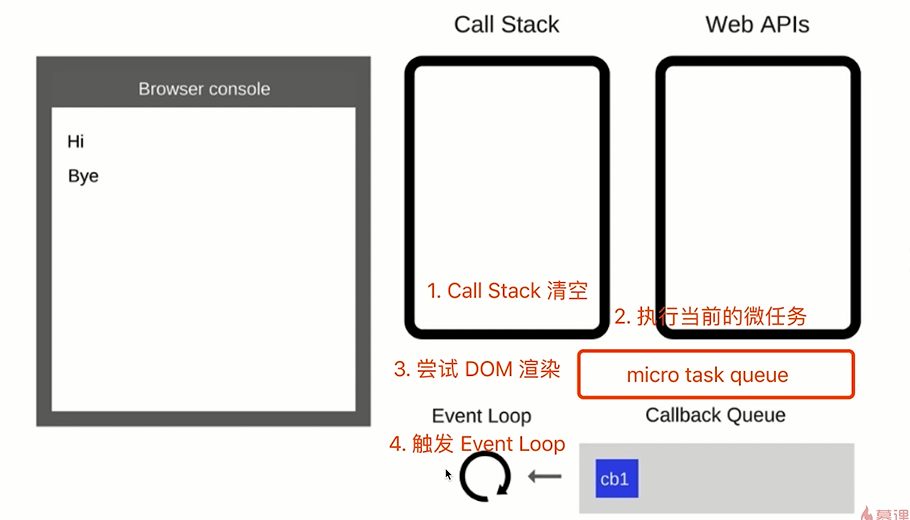 Call Stack
Web APIs
Browser console
Hi
Bye
1. Call Stack 清空
2. 执行当前的微任务
3. 尝试 DOM 渲染
micro task queue
Event Loop
Callback Queue
4. 触发 Event Loop
cb1
慕课